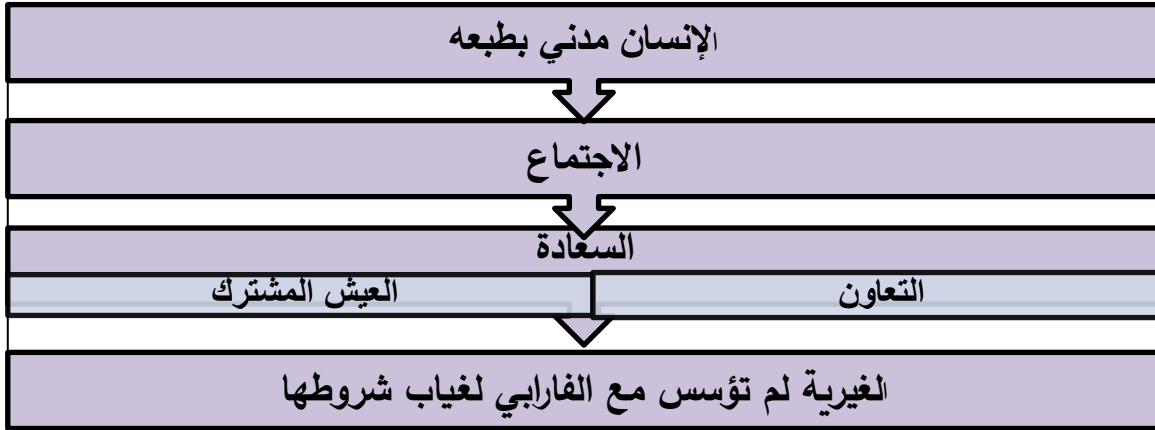 الإنسان مدني بطبعه
الاجتماع
السعادة
التعاون
العيش المشترك
الغيرية لم تؤسس مع الفارابي لغياب شروطها